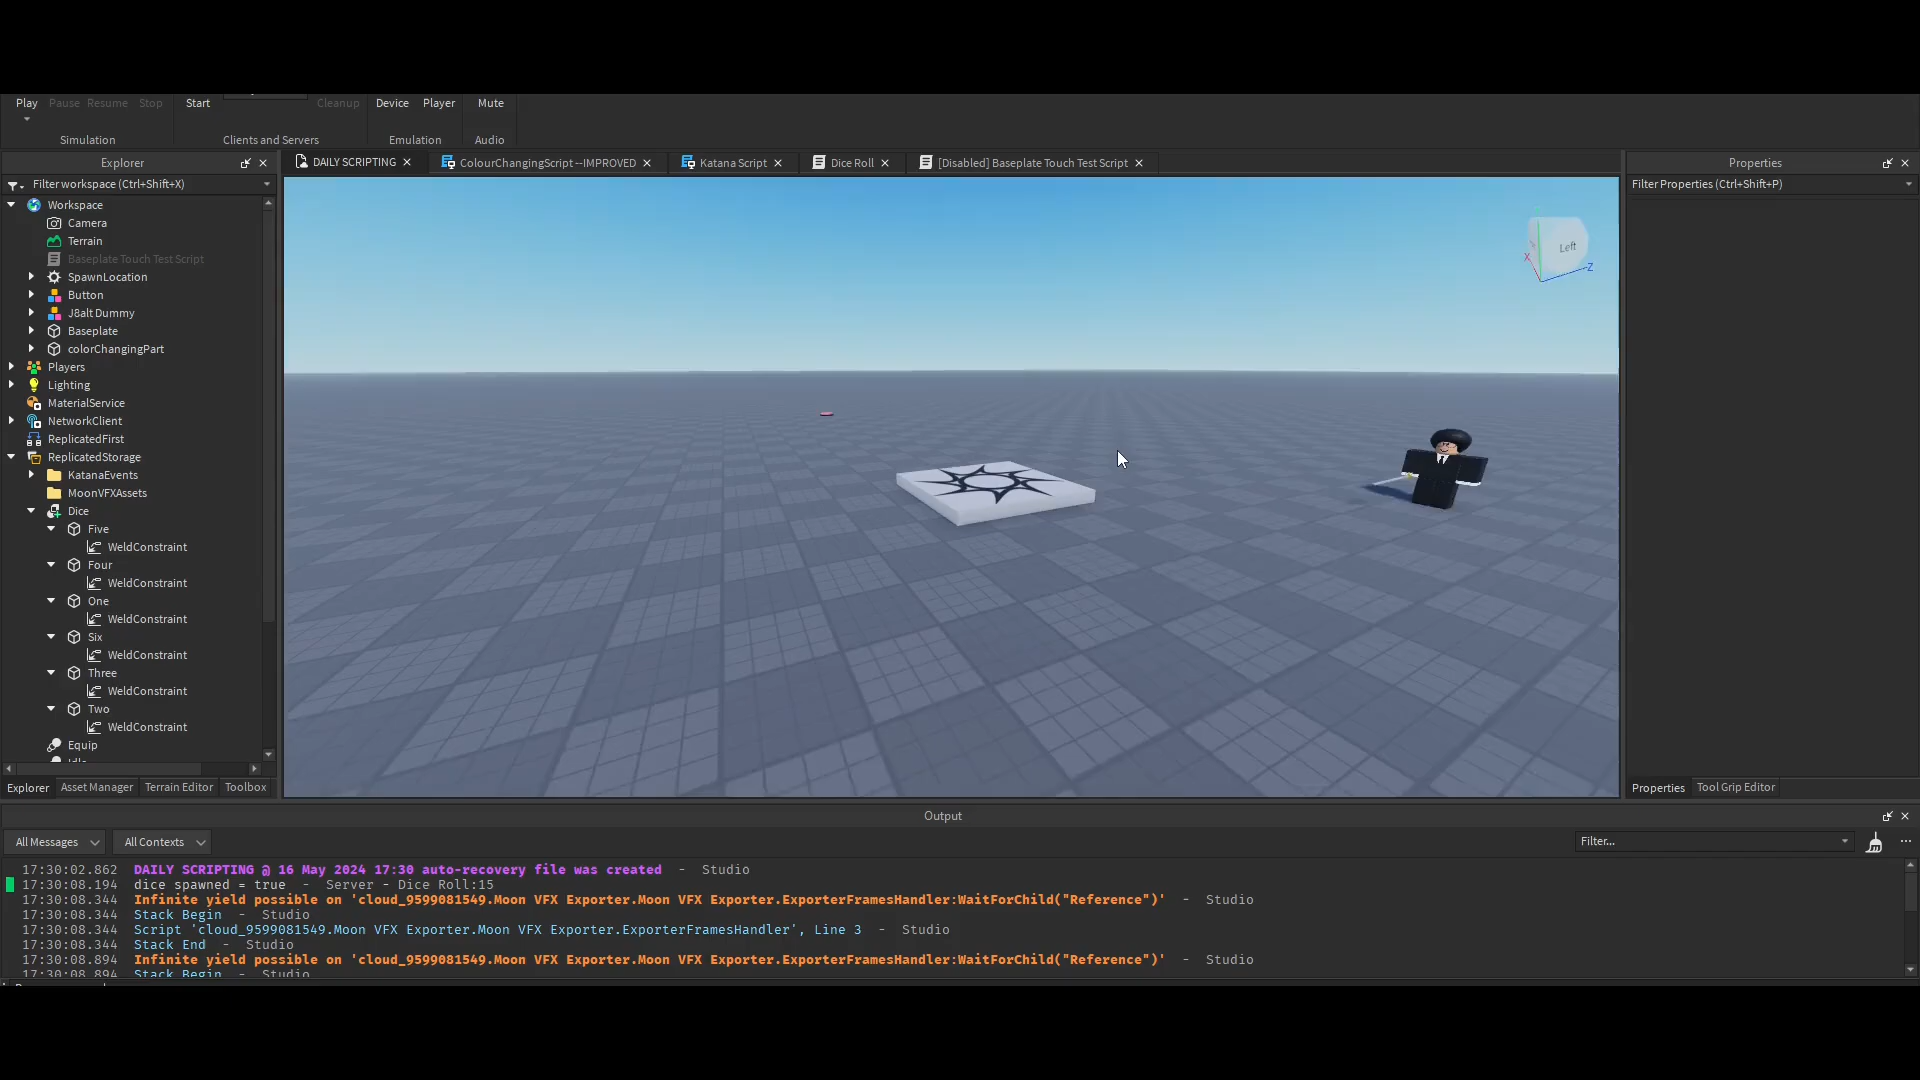 Play Pause Resume Stop Start Cleanup Device Player Mute
Simulation Clients and Servers Emulation Audio
Explorer
DAILY SCRIPTING
ColourChangingScript --IMPROVED
Katana Script
Dice Roll
[Disabled] Baseplate Touch Test Script
Properties
Filter workspace (Ctrl+Shift+X)
Filter Properties (Ctrl+Shift+P)
Workspace
Camera
Terrain
Baseplate Touch Test Script
SpawnLocation
Button
J8alt Dummy
Baseplate
colorChangingPart
Players
Lighting
MaterialService
NetworkClient
ReplicatedFirst
ReplicatedStorage
KatanaEvents
MoonVFXAssets
Dice
Five
WeldConstraint
Four
WeldConstraint
One
WeldConstraint
Six
WeldConstraint
Three
WeldConstraint
Two
WeldConstraint
Equip
Left
X
Z
Explorer Asset Manager Terrain Editor Toolbox
Properties Tool Grip Editor
Output
All Messages All Contexts Filter...
17:30:02.862 DAILY SCRIPTING @ 16 May 2024 17:30 auto-recovery file was created - Studio
17:30:08.194 dice spawned = true - Server - Dice Roll:15
17:30:08.344 Infinite yield possible on 'cloud_9599081549.Moon VFX Exporter.Moon VFX Exporter.ExporterFramesHandler:WaitForChild("Reference")' - Studio
17:30:08.344 Stack Begin - Studio
17:30:08.344 Script 'cloud_9599081549.Moon VFX Exporter.Moon VFX Exporter.ExporterFramesHandler', Line 3 - Studio
17:30:08.344 Stack End - Studio
17:30:08.894 Infinite yield possible on 'cloud_9599081549.Moon VFX Exporter.Moon VFX Exporter.ExporterFramesHandler:WaitForChild("Reference")' - Studio
17:30:08.894 Stack Begin - Studio